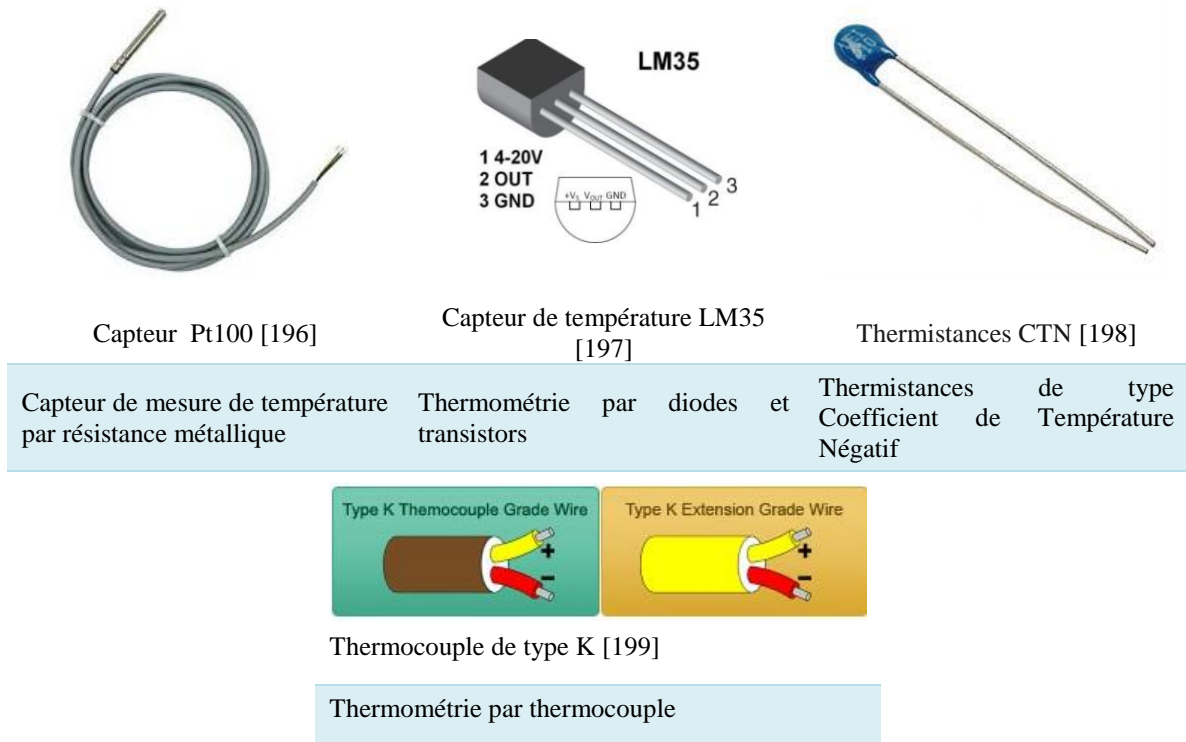 LM35
1 4-20V
2 OUT
3 GND
+VS VOUT GND
1
2
3
Capteur Pt100 [196]
Capteur de température LM35
[197]
Thermistances CTN [198]
Capteur de mesure de température
par résistance métallique
Thermométrie par diodes et
transistors
Thermistances de type
Coefficient de Température
Négatif
Type K Themocouple Grade Wire
+
−
Type K Extension Grade Wire
+
−
Thermocouple de type K [199]
Thermométrie par thermocouple